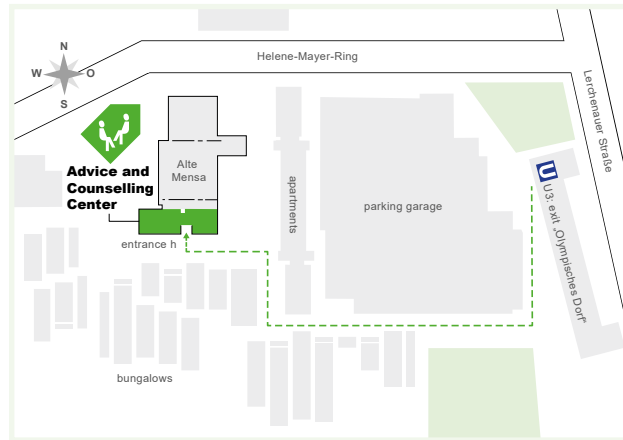 Helene-Mayer-Ring
N
W
O
S
Lerchenauer Straße
Advice and
Counselling
Center
Alte
Mensa
apartments
parking garage
U
U3: exit „Olympisches Dorf“
entrance h
bungalows